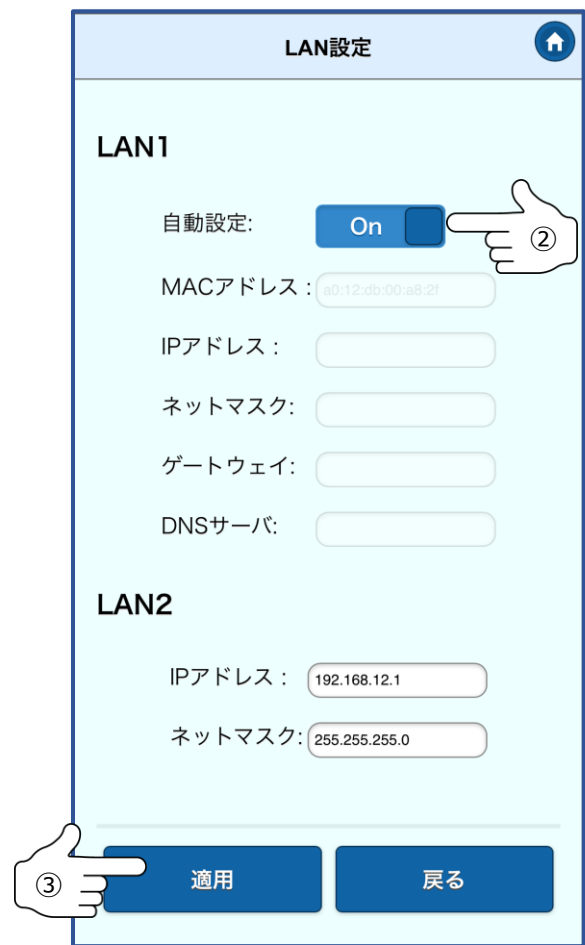 LAN設定
LAN1
自動設定: On ②
MACアドレス : a0:12:db:00:a8:2f
IPアドレス :
ネットマスク:
ゲートウェイ:
DNSサーバ:
LAN2
IPアドレス : 192.168.12.1
ネットマスク: 255.255.255.0
③ 適用 戻る